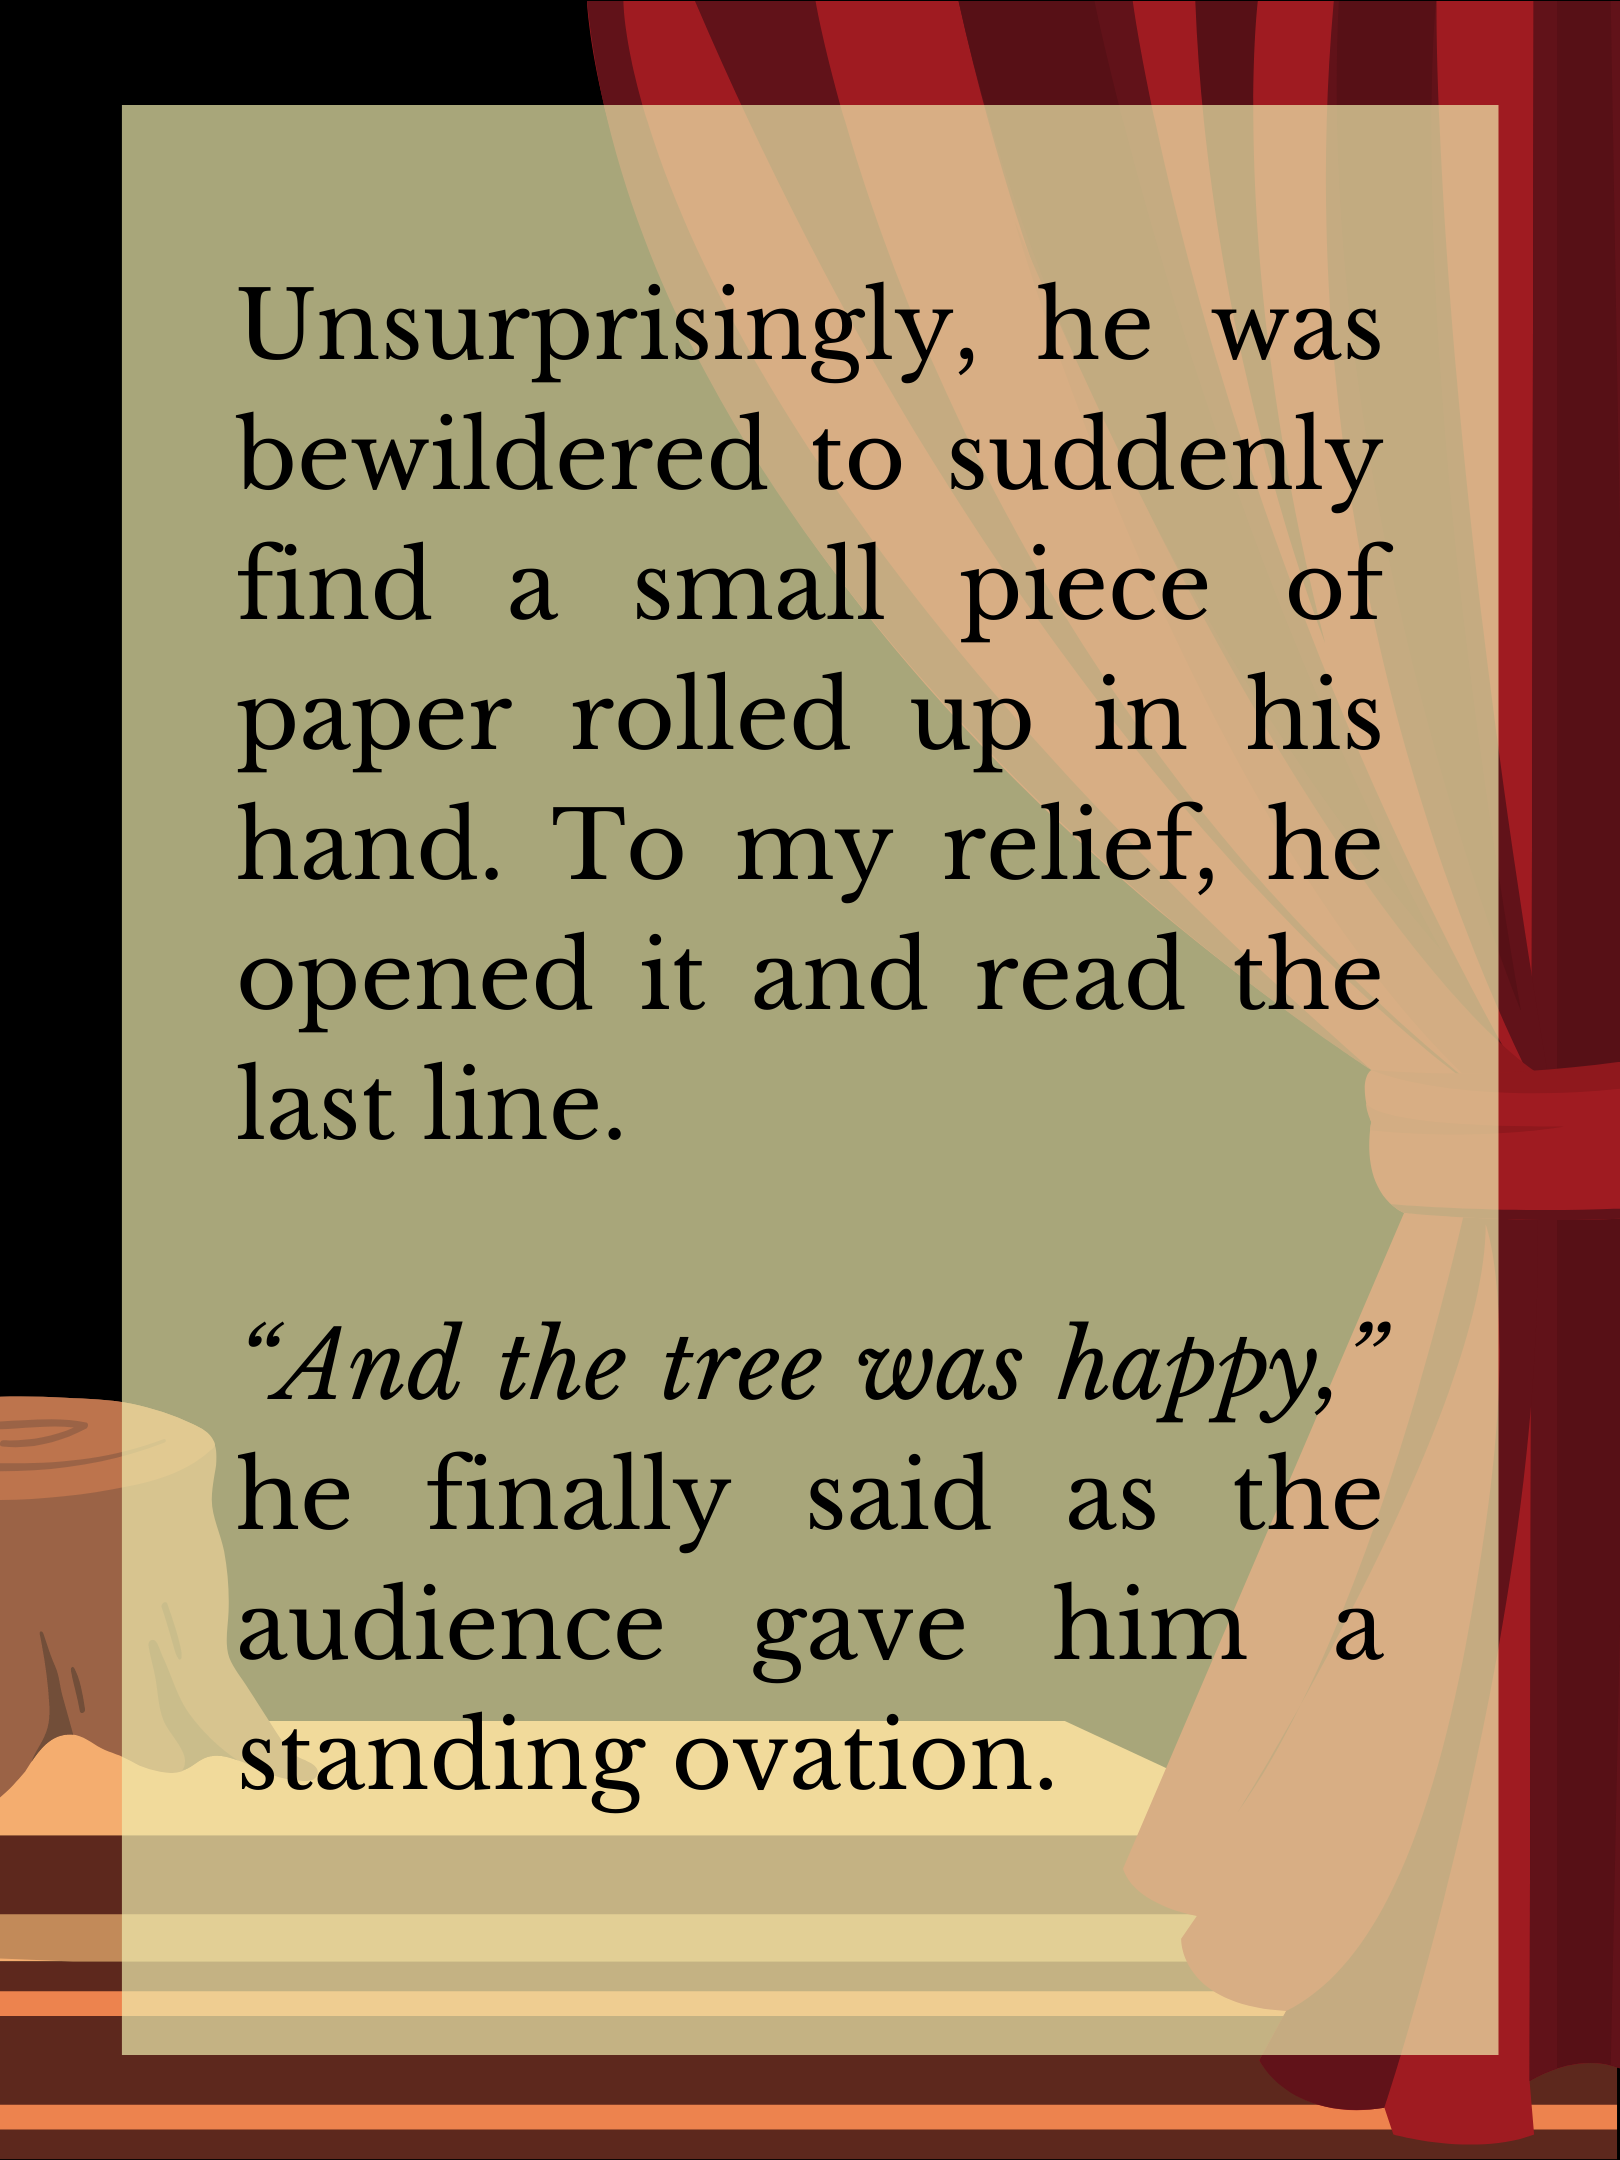 Unsurprisingly, he was
bewildered to suddenly
find a small piece of
paper rolled up in his
hand. To my relief, he
opened it and read the
last line.
“And the tree was happy,”
he finally said as the
audience gave him a
standing ovation.